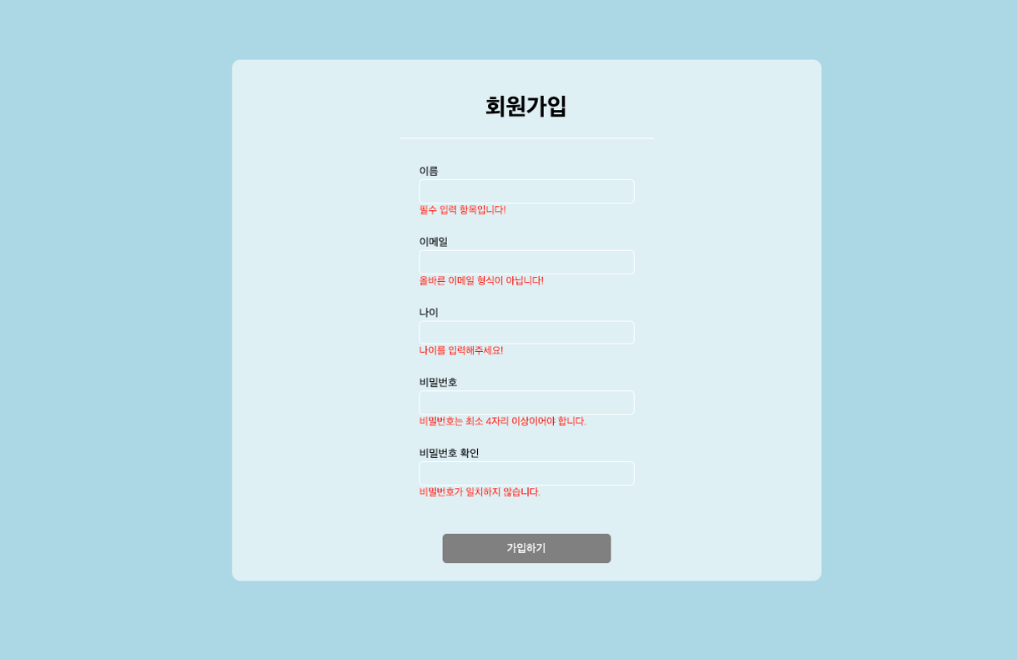 회원가입
이름
필수 입력 항목입니다!
이메일
올바른 이메일 형식이 아닙니다!
나이
나이를 입력해주세요!
비밀번호
비밀번호는 최소 4자리 이상이어야 합니다.
비밀번호 확인
비밀번호가 일치하지 않습니다.
가입하기